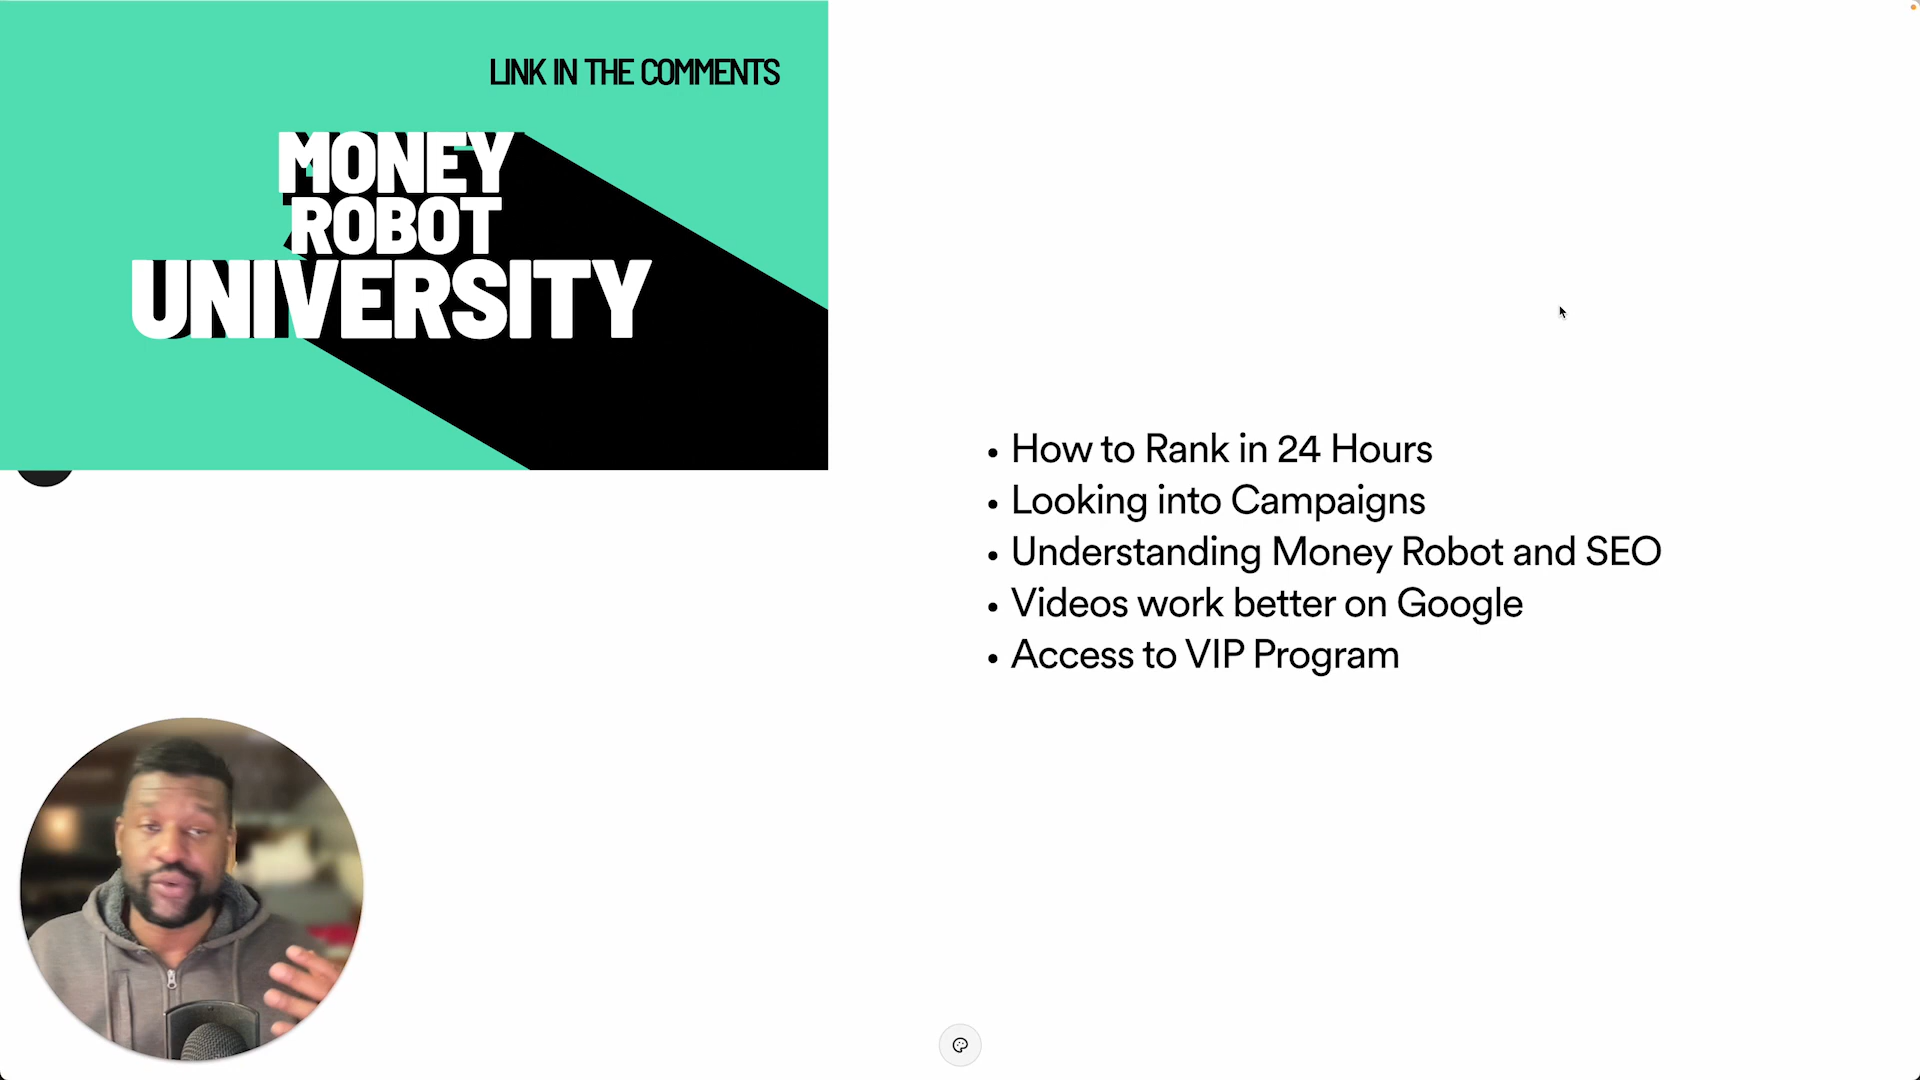 LINK IN THE COMMENTS
MONEY
ROBOT
UNIVERSITY
• How to Rank in 24 Hours
• Looking into Campaigns
• Understanding Money Robot and SEO
• Videos work better on Google
• Access to VIP Program